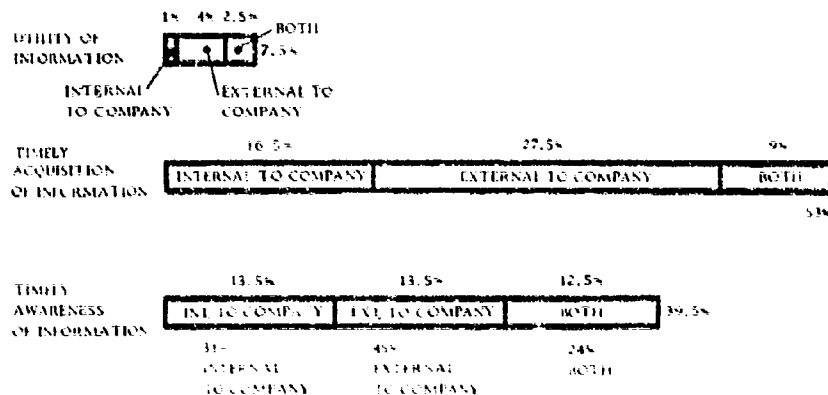 1% 4% 2.5%
BOTH
UTILITY OF
INFORMATION
7.5%
INTERNAL
TO COMPANY
EXTERNAL TO
COMPANY
16.5% 27.5% 9%
TIMELY
ACQUISITION
OF INFORMATION
INTERNAL TO COMPANY EXTERNAL TO COMPANY BOTH
53%
13.5% 13.5% 12.5%
TIMELY
AWARENESS
OF INFORMATION
INT. TO COMPANY EXT. TO COMPANY BOTH
39.5%
31% 45% 24%
INTERNAL
TO COMPANY
EXTERNAL
TO COMPANY
BOTH